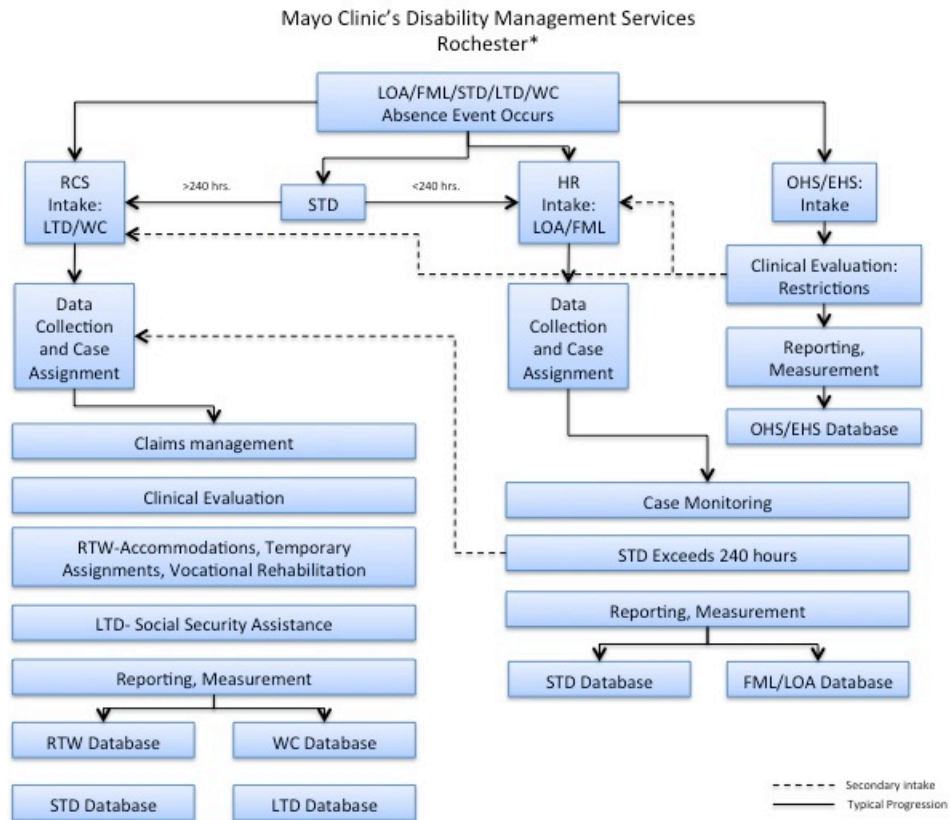 Mayo Clinic’s Disability Management Services
Rochester*
LOA/FML/STD/LTD/WC
Absence Event Occurs
RCS
Intake:
LTD/WC
>240 hrs.
STD
<240 hrs.
HR
Intake:
LOA/FML
OHS/EHS:
Intake
Clinical Evaluation:
Restrictions
Data
Collection
and Case
Assignment
Data
Collection
and Case
Assignment
Reporting,
Measurement
OHS/EHS Database
Claims management
Clinical Evaluation
RTW-Accommodations, Temporary
Assignments, Vocational Rehabilitation
LTD- Social Security Assistance
Reporting, Measurement
RTW Database
WC Database
STD Database
LTD Database
Case Monitoring
STD Exceeds 240 hours
Reporting, Measurement
STD Database
FML/LOA Database
Secondary intake
Typical Progression